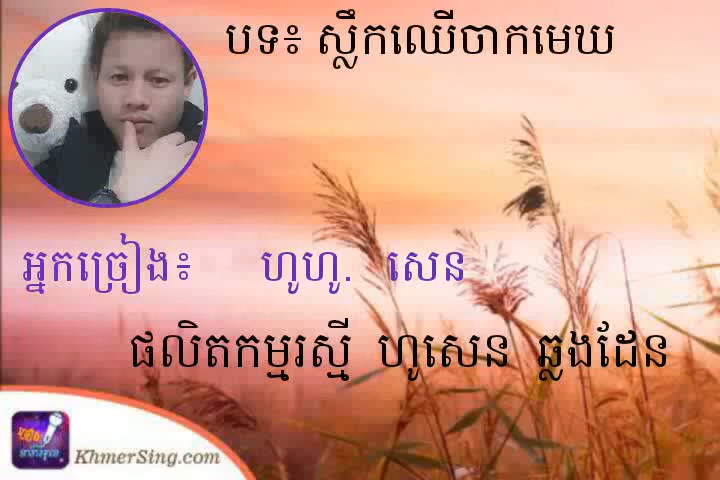 បទ៖ ស្លឹកឈើចាកមេឃ
អ្នកច្រៀង៖ ហូហូ. សេន
ផលិតកម្មរស្មី ហូសេន ឆ្លងដែន
KhmerSing.com